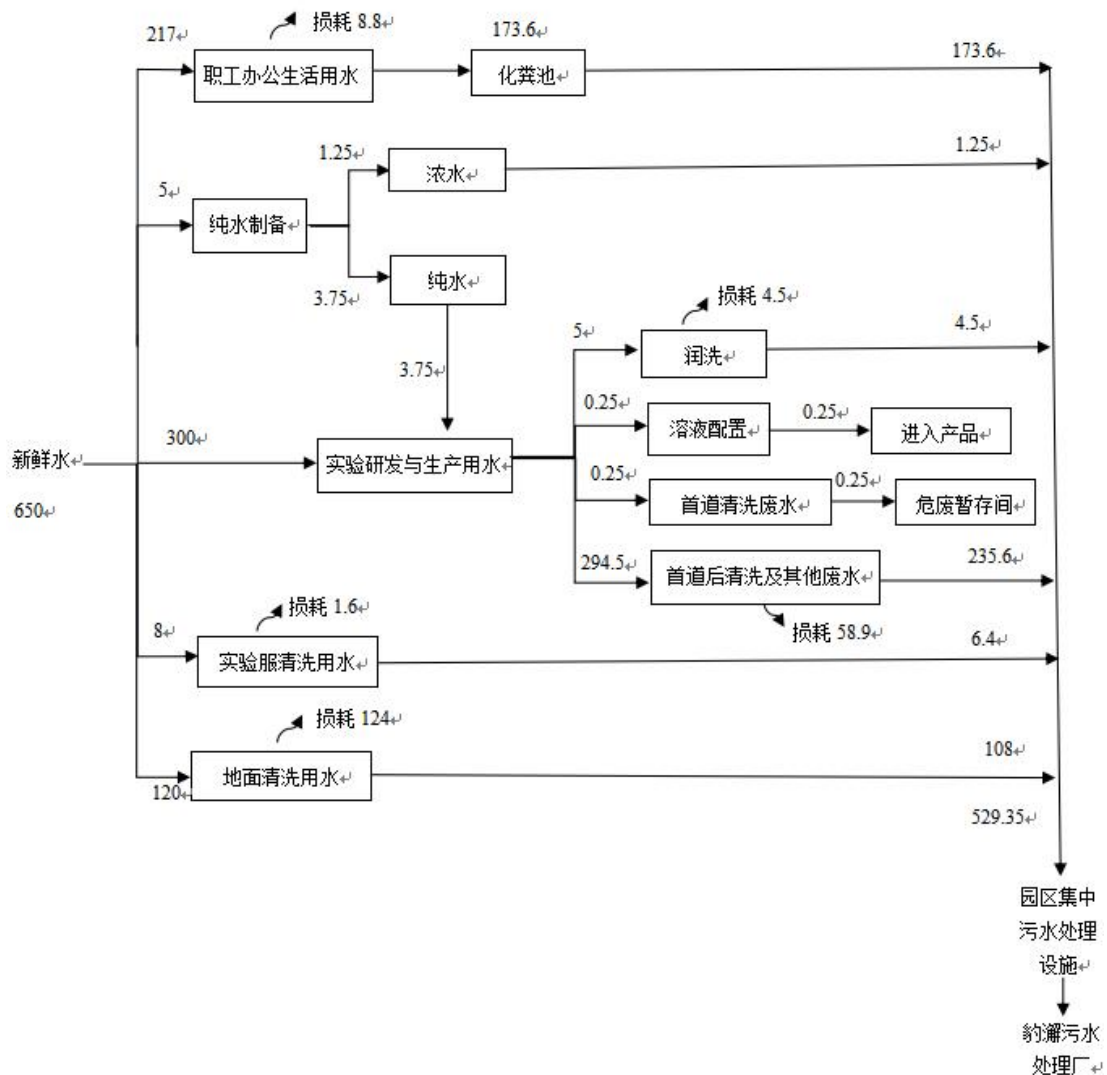 217
损耗 8.8
173.6
职工办公生活用水
化粪池
173.6
1.25
浓水
1.25
5
纯水制备
纯水
3.75
损耗 4.5
5
润洗
4.5
3.75
0.25
溶液配置
0.25
进入产品
新鲜水
650
300
实验研发与生产用水
0.25
首道清洗废水
0.25
危废暂存间
294.5
首道后清洗及其他废水
235.6
损耗 58.9
损耗 1.6
8
实验服清洗用水
6.4
损耗 124
地面清洗用水
120
108
529.35
园区集中
污水处理
设施
豹澥污水
处理厂